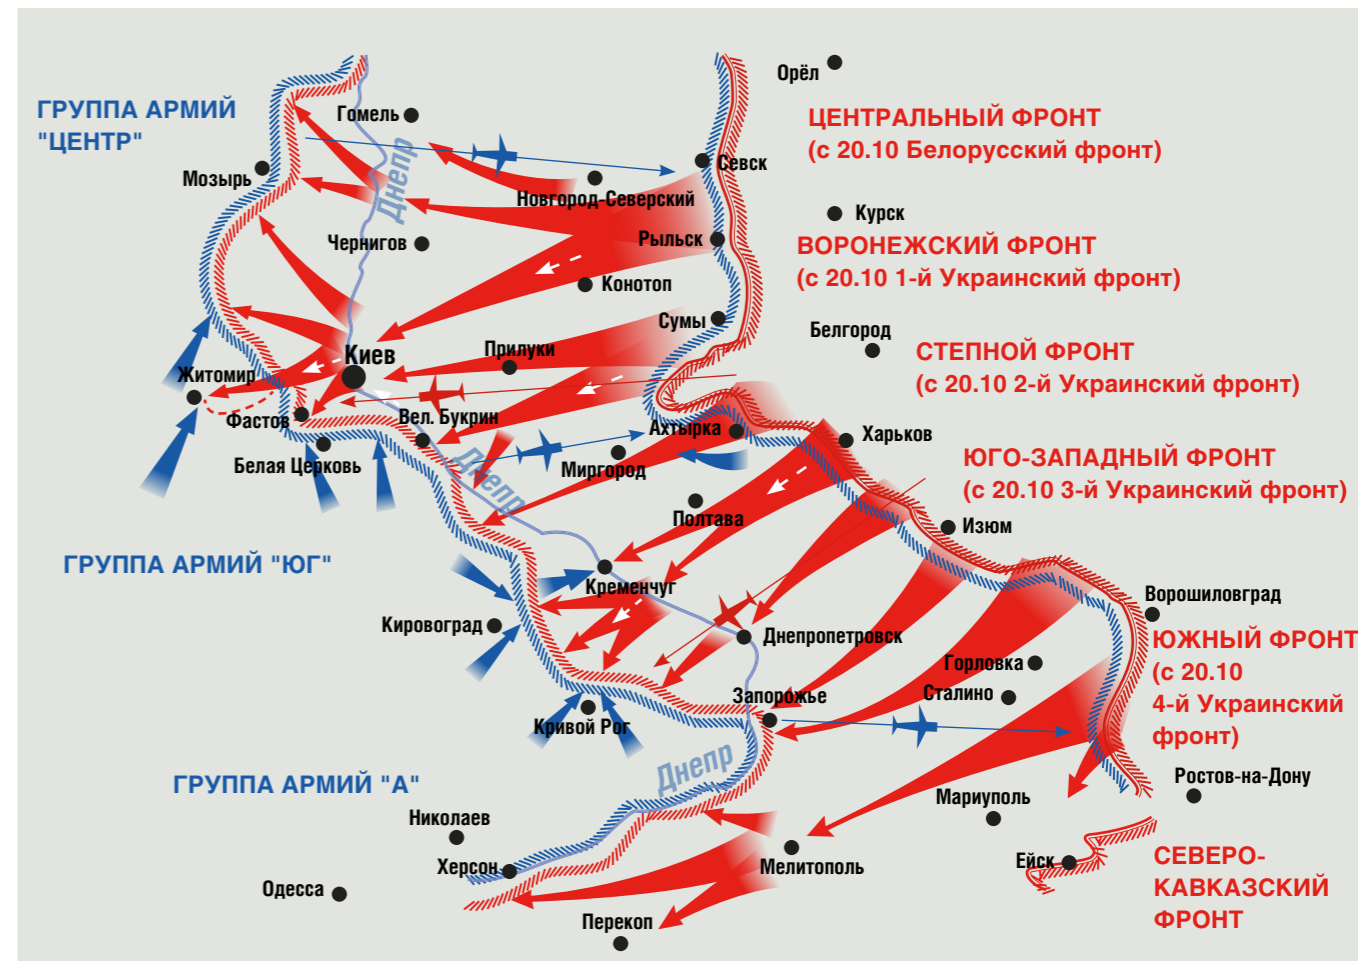 Орёл
ГРУППА АРМИЙ
"ЦЕНТР"
Гомель
ЦЕНТРАЛЬНЫЙ ФРОНТ
(с 20.10 Белорусский фронт)
Днепр
Севск
Мозырь
Новгород-Северский
Курск
Чернигов
Рыльск
ВОРОНЕЖСКИЙ ФРОНТ
(с 20.10 1-й Украинский фронт)
Конотоп
Сумы
Белгород
Киев
Прилуки
СТЕПНОЙ ФРОНТ
(с 20.10 2-й Украинский фронт)
Житомир
Фастов
Вел. Букрин
Ахтырка
Харьков
Белая Церковь
Днепр
Миргород
ЮГО-ЗАПАДНЫЙ ФРОНТ
(с 20.10 3-й Украинский фронт)
Полтава
Изюм
ГРУППА АРМИЙ "ЮГ"
Кременчуг
Ворошиловград
Кировоград
Днепропетровск
ЮЖНЫЙ ФРОНТ
(с 20.10
4-й Украинский
фронт)
Горловка
Сталино
Запорожье
Кривой Рог
Днепр
ГРУППА АРМИЙ "А"
Ростов-на-Дону
Мариуполь
Николаев
Херсон
Мелитополь
Ейск
СЕВЕРО-
КАВКАЗСКИЙ
ФРОНТ
Одесса
Перекоп